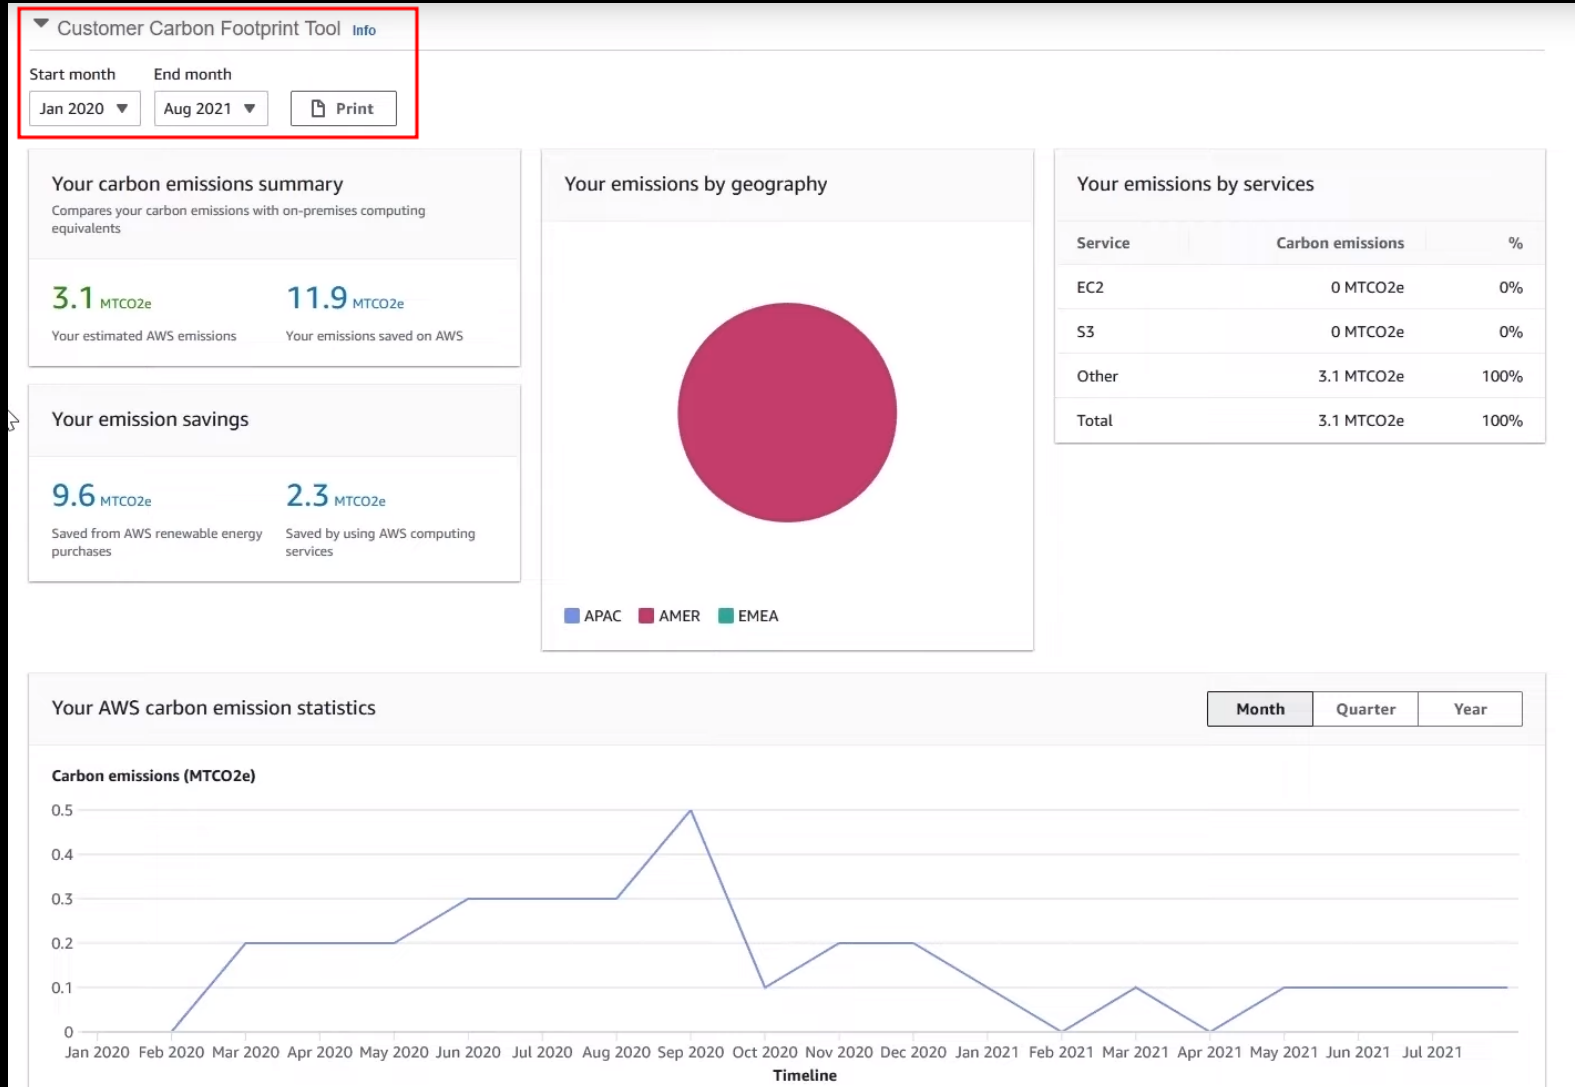 Customer Carbon Footprint Tool Info
Start month End month
Jan 2020 Aug 2021 Print
Your carbon emissions summary
Compares your carbon emissions with on-premises computing
equivalents
3.1 MTCO2e 11.9 MTCO2e
Your estimated AWS emissions Your emissions saved on AWS
Your emission savings
9.6 MTCO2e 2.3 MTCO2e
Saved from AWS renewable energy
purchases
Saved by using AWS computing
services
Your emissions by geography
APAC AMER EMEA
Your emissions by services
Service Carbon emissions %
EC2 0 MTCO2e 0%
S3 0 MTCO2e 0%
Other 3.1 MTCO2e 100%
Total 3.1 MTCO2e 100%
Your AWS carbon emission statistics
Month Quarter Year
Carbon emissions (MTCO2e)
0.5
0.4
0.3
0.2
0.1
0
Jan 2020 Feb 2020 Mar 2020 Apr 2020 May 2020 Jun 2020 Jul 2020 Aug 2020 Sep 2020 Oct 2020 Nov 2020 Dec 2020 Jan 2021 Feb 2021 Mar 2021 Apr 2021 May 2021 Jun 2021 Jul 2021
Timeline